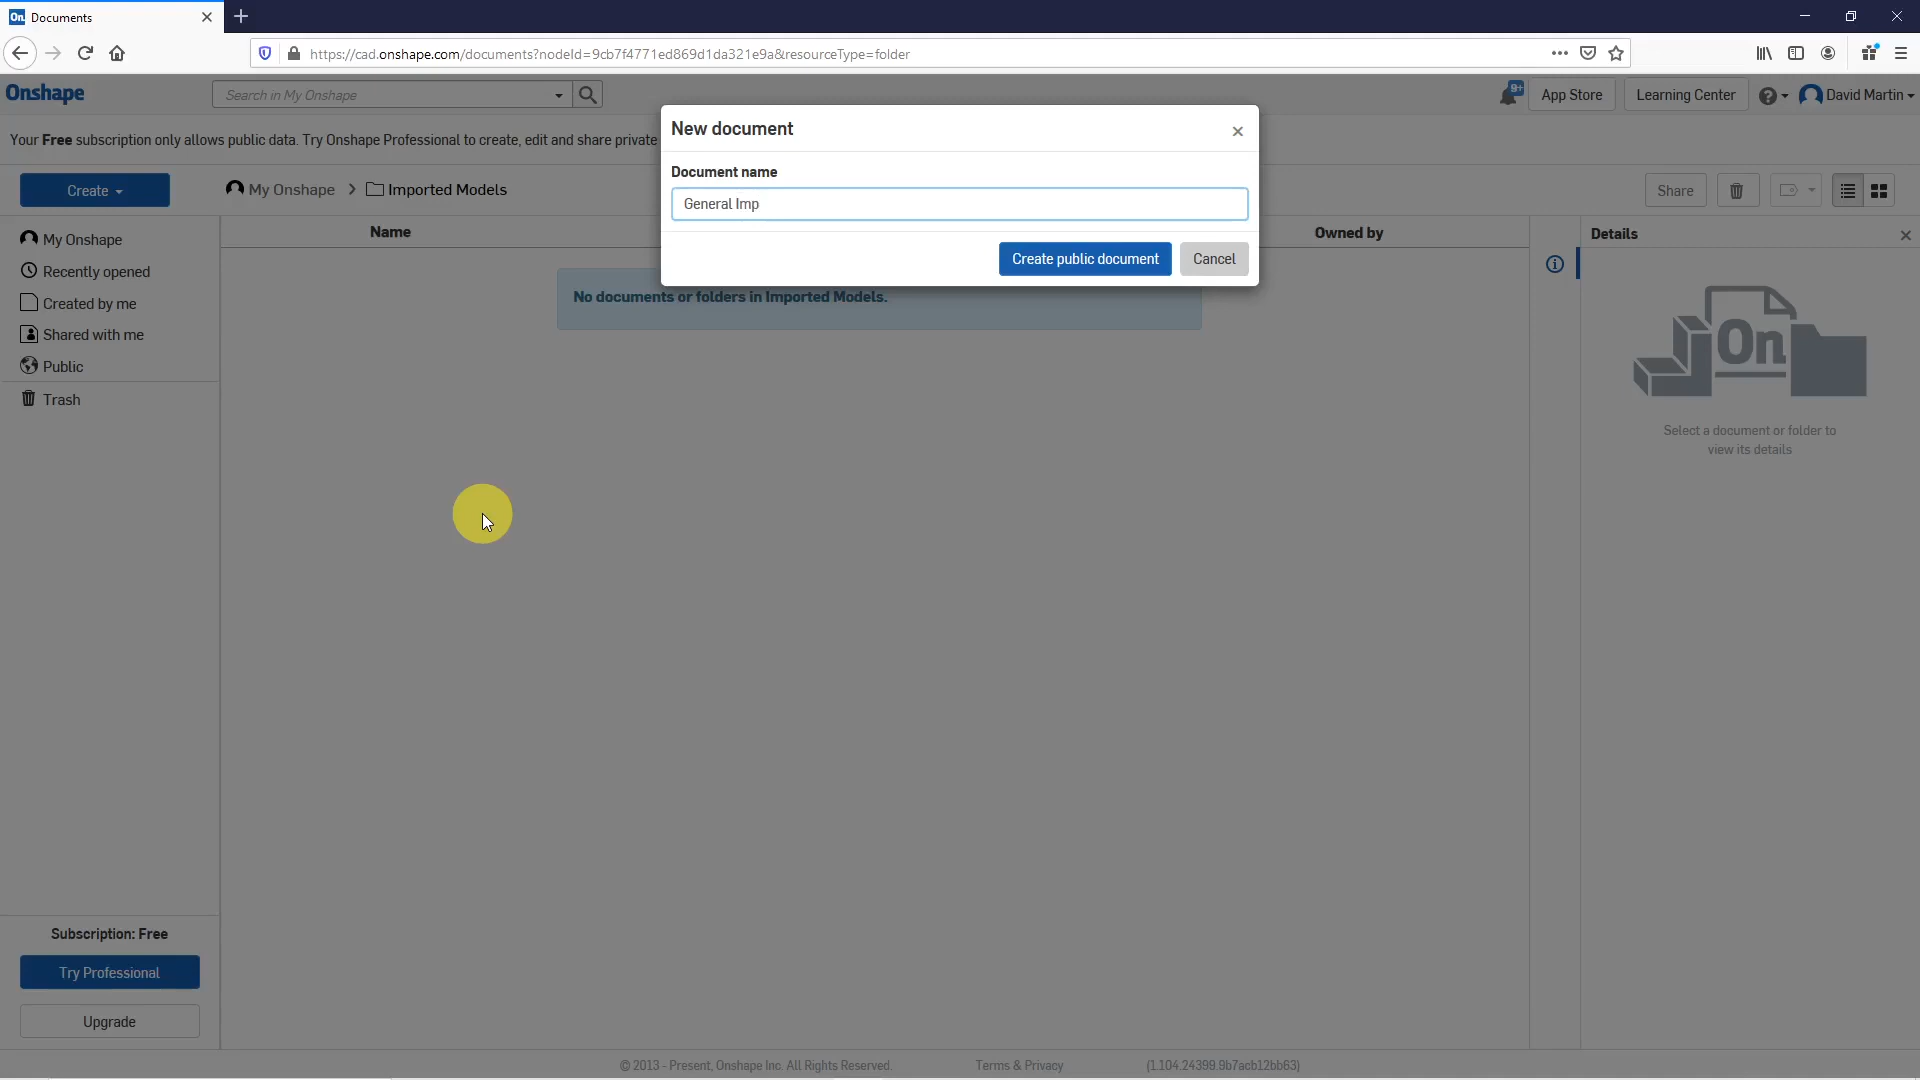 On Documents
https://cad.onshape.com/documents?nodeId=9cb7f4771ed869d1da321e9a&resourceType=folder
Onshape
Search in My Onshape
9+
App Store
Learning Center
David Martin
Your Free subscription only allows public data. Try Onshape Professional to create, edit and share private
New document
Document name
General Imp
Create public document
Cancel
Create
My Onshape
Imported Models
Share
My Onshape
Recently opened
Created by me
Shared with me
Public
Trash
Name
Owned by
No documents or folders in Imported Models.
Details
On
Select a document or folder to
view its details
Subscription: Free
Try Professional
Upgrade
© 2013 - Present, Onshape Inc. All Rights Reserved.
Terms & Privacy
(1.104.24399.9b7acb12bb63)